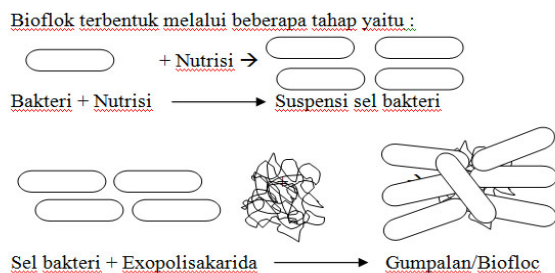 Bioflok terbentuk melalui beberapa tahap yaitu :
+ Nutrisi →
Bakteri + Nutrisi → Suspensi sel bakteri
+
Sel bakteri + Exopolisakarida → Gumpalan/Biofloc